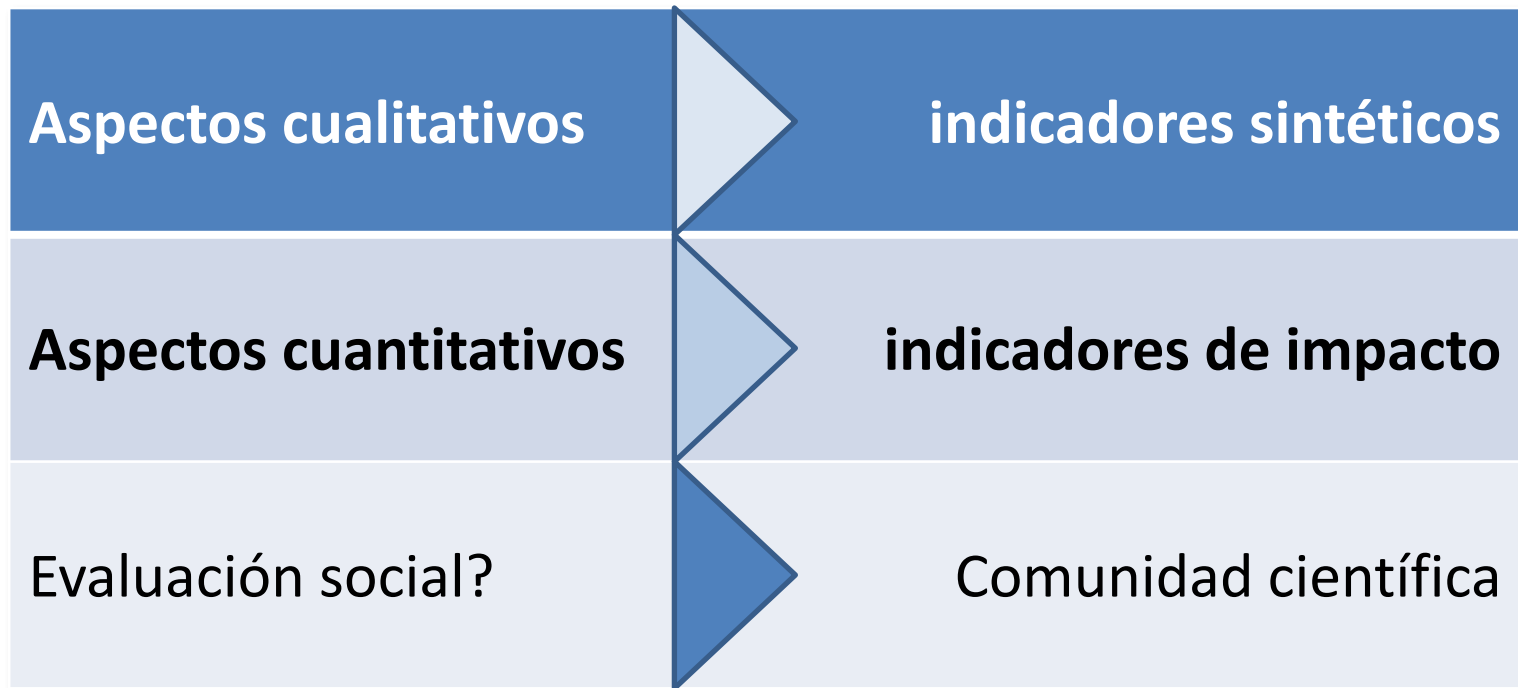 Aspectos cualitativos
indicadores sintéticos
Aspectos cuantitativos
indicadores de impacto
Evaluación social?
Comunidad científica